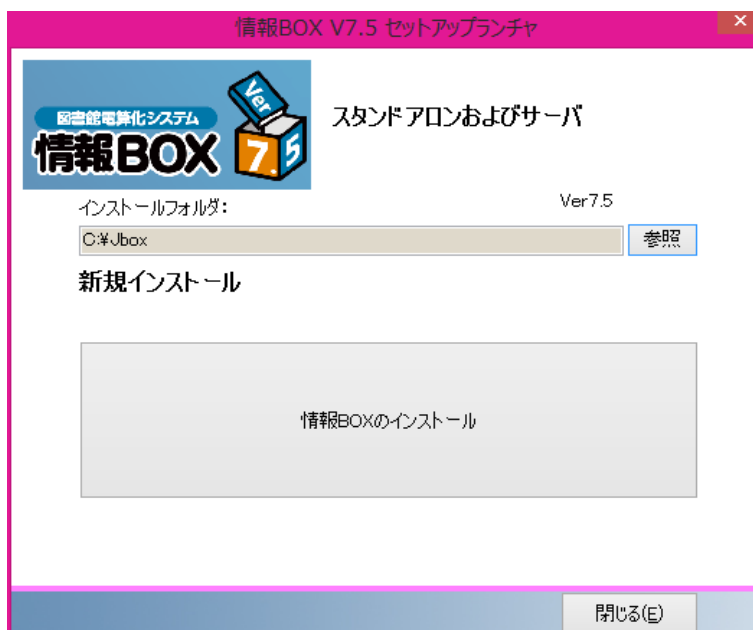 情報BOX V7.5 セットアップランチャ
図書館電算化システム
情報BOX
Ver
7.5
スタンドアロンおよびサーバ
インストールフォルダ:
Ver7.5
C:¥Jbox
参照
新規インストール
情報BOXのインストール
閉じる(E)